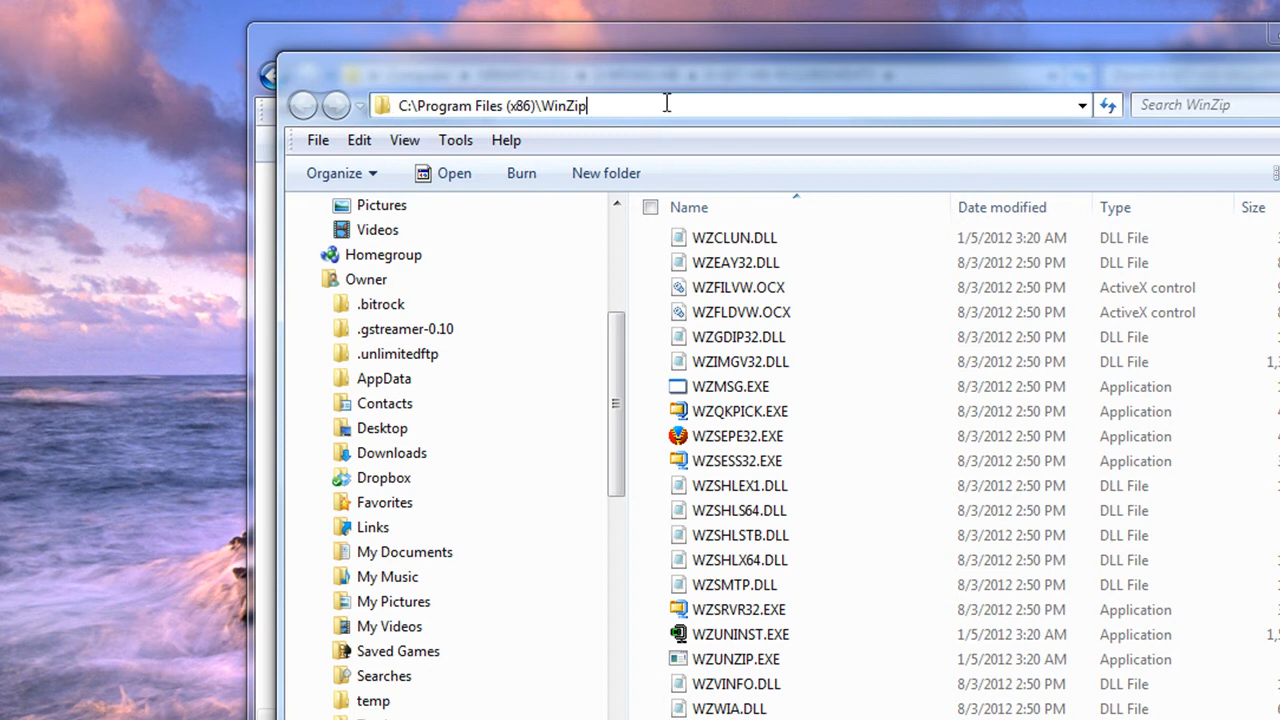 C:\Program Files (x86)\WinZip
Search WinZip
File Edit View Tools Help
Organize Open Burn New folder
Pictures
Videos
Homegroup
Owner
.bitrock
.gstreamer-0.10
.unlimitedftp
AppData
Contacts
Desktop
Downloads
Dropbox
Favorites
Links
My Documents
My Music
My Pictures
My Videos
Saved Games
Searches
temp
Name Date modified Type Size
WZCLUN.DLL 1/5/2012 3:20 AM DLL File
WZEAY32.DLL 8/3/2012 2:50 PM DLL File
WZFILVW.OCX 8/3/2012 2:50 PM ActiveX control
WZFLDVW.OCX 8/3/2012 2:50 PM ActiveX control
WZGDIP32.DLL 8/3/2012 2:50 PM DLL File
WZIMGV32.DLL 8/3/2012 2:50 PM DLL File
WZMSG.EXE 8/3/2012 2:50 PM Application
WZQKPICK.EXE 8/3/2012 2:50 PM Application
WZSEPE32.EXE 8/3/2012 2:50 PM Application
WZSESS32.EXE 8/3/2012 2:50 PM Application
WZSHLEX1.DLL 8/3/2012 2:50 PM DLL File
WZSHLS64.DLL 8/3/2012 2:50 PM DLL File
WZSHLSTB.DLL 8/3/2012 2:50 PM DLL File
WZSHLX64.DLL 8/3/2012 2:50 PM DLL File
WZSMTP.DLL 8/3/2012 2:50 PM DLL File
WZSRVR32.EXE 8/3/2012 2:50 PM Application
WZUNINST.EXE 1/5/2012 3:20 AM Application
WZUNZIP.EXE 1/5/2012 3:20 AM Application
WZVINFO.DLL 8/3/2012 2:50 PM DLL File
WZWIA.DLL 8/3/2012 2:50 PM DLL File